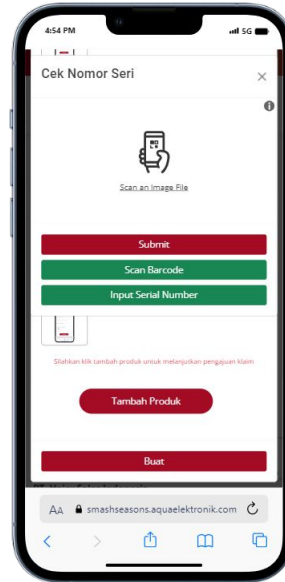 4:54 PM
5G
Cek Nomor Seri
Scan an Image File
Submit
Scan Barcode
Input Serial Number
Silahkan klik tambah produk untuk melanjutkan pengajuan klaim
Tambah Produk
Buat
AA smashseasons.aquaelektronik.com